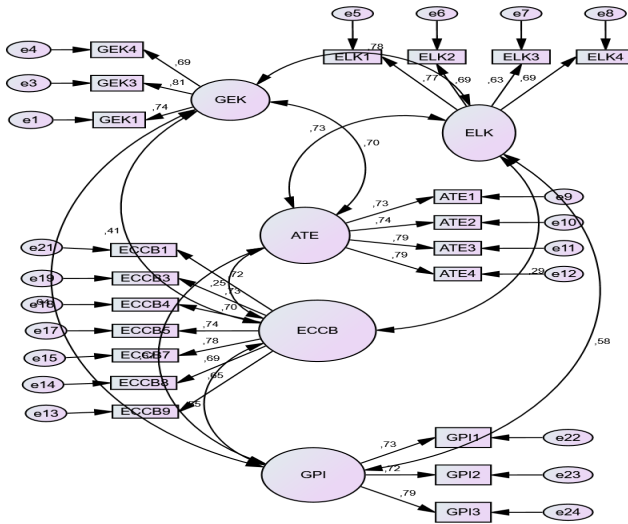 e5 e6 e7 e8
e4 GEK4 ELK1 ,78 ELK2 ELK3 ELK4
,69 ,77 ,69 ,63 ,69
e3 GEK3 ,81
GEK
e1 GEK1 ,74
,73 ,70 ELK
ATE1 e9
,73
ATE2 e10
,74
,41 ATE
e21 ECCB1 ,79 ATE3 e11
,72 ,79 ATE4 e12
e19 ECCB3 ,25 ,73 ,29
e18 ECCB4 ,70
e17 ECCB5 ,74 ECCB
,58
e15 ECCB7 ,78
e14 ECCB8 ,69
,65
e13 ECCB9
GPI1 e22
,73
GPI ,72 GPI2 e23
,79
GPI3 e24